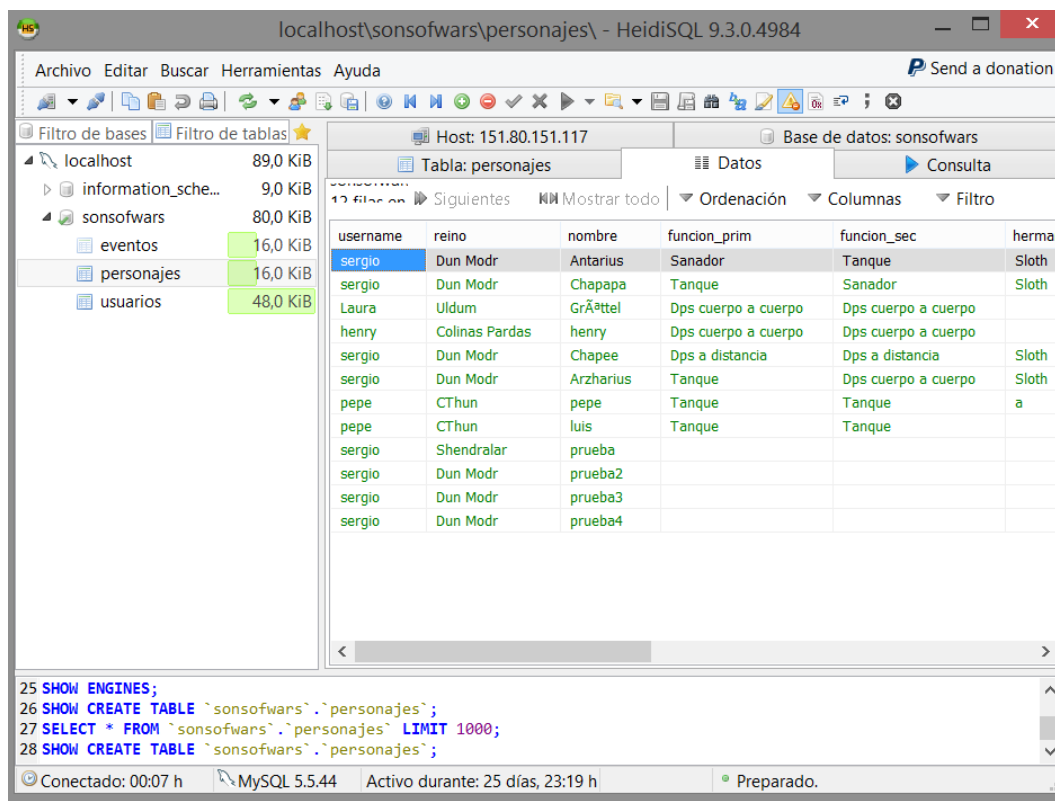 localhost\sonsofwars\personajes\ - HeidiSQL 9.3.0.4984
Archivo Editar Buscar Herramientas Ayuda
Send a donation
Filtro de bases Filtro de tablas
Host: 151.80.151.117 Base de datos: sonsofwars
Tabla: personajes Datos Consulta
localhost 89,0 KiB
information_sche... 9,0 KiB
sonsofwars 80,0 KiB
eventos 16,0 KiB
personajes 16,0 KiB
usuarios 48,0 KiB
12 filas en Siguientes Mostrar todo Ordenación Columnas Filtro
username reino nombre funcion_prim funcion_sec herma
sergio Dun Modr Antarius Sanador Tanque Sloth
sergio Dun Modr Chapapa Tanque Sanador Sloth
Laura Uldum GrÃªttel Dps cuerpo a cuerpo Dps cuerpo a cuerpo
henry Colinas Pardas henry Dps cuerpo a cuerpo Dps cuerpo a cuerpo
sergio Dun Modr Chapee Dps a distancia Dps a distancia Sloth
sergio Dun Modr Arzharius Tanque Dps cuerpo a cuerpo Sloth
pepe CThun pepe Tanque Tanque a
pepe CThun luis Tanque Tanque
sergio Shendralar prueba
sergio Dun Modr prueba2
sergio Dun Modr prueba3
sergio Dun Modr prueba4
25 SHOW ENGINES;
26 SHOW CREATE TABLE `sonsofwars`.`personajes`;
27 SELECT * FROM `sonsofwars`.`personajes` LIMIT 1000;
28 SHOW CREATE TABLE `sonsofwars`.`personajes`;
Conectado: 00:07 h MySQL 5.5.44 Activo durante: 25 días, 23:19 h Preparado.